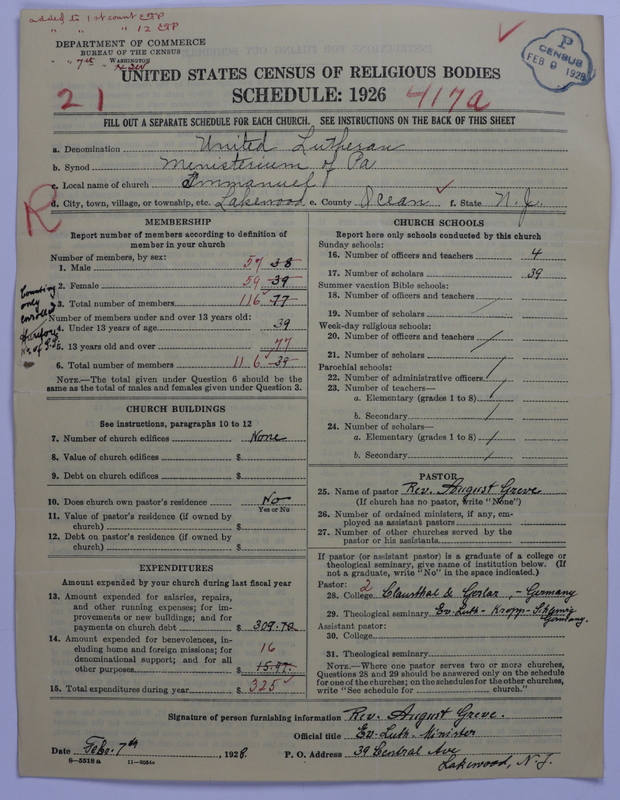 added to 1st count
" " " 12
DEPARTMENT OF COMMERCE
BUREAU OF THE CENSUS
WASHINGTON
" " 7th "
P
CENSUS
FEB 9 1928
UNITED STATES CENSUS OF RELIGIOUS BODIES
21 SCHEDULE: 1926 417a
FILL OUT A SEPARATE SCHEDULE FOR EACH CHURCH. SEE INSTRUCTIONS ON THE BACK OF THIS SHEET
a. Denomination United Lutheran
b. Synod Ministerium of Pa
c. Local name of church Immanuel
d. City, town, village, or township, etc. Lakewood e. County Ocean f. State N. J.
R
MEMBERSHIP
Report number of members according to definition of
member in your church
Number of members, by sex:
1. Male 57 38
2. Female 59 39
3. Total number of members 116 77
Number of members under and over 13 years old:
4. Under 13 years of age 39
5. 13 years old and over 77
6. Total number of members 116 39
NOTE.—The total given under Question 6 should be the
same as the total of males and females given under Question 3.
Counting
only
enrolled
No. of S.S.
CHURCH BUILDINGS
See instructions, paragraphs 10 to 12
7. Number of church edifices None
8. Value of church edifices $
9. Debt on church edifices $
10. Does church own pastor's residence No
Yes or No
11. Value of pastor's residence (if owned by
church) $
12. Debt on pastor's residence (if owned by
church) $
EXPENDITURES
Amount expended by your church during last fiscal year
13. Amount expended for salaries, repairs,
and other running expenses; for im-
provements or new buildings; and for
payments on church debt $ 309.70
14. Amount expended for benevolences, in-
cluding home and foreign missions; for
denominational support; and for all
other purposes $ 16 15.97
15. Total expenditures during year $ 325
CHURCH SCHOOLS
Report here only schools conducted by this church
Sunday schools:
16. Number of officers and teachers 4
17. Number of scholars 39
Summer vacation Bible schools:
18. Number of officers and teachers /
19. Number of scholars /
Week-day religious schools:
20. Number of officers and teachers /
21. Number of scholars /
Parochial schools:
22. Number of administrative officers /
23. Number of teachers—
a. Elementary (grades 1 to 8) /
b. Secondary /
24. Number of scholars—
a. Elementary (grades 1 to 8) /
b. Secondary /
PASTOR
25. Name of pastor Rev. August Greve
(If church has no pastor, write "None")
26. Number of ordained ministers, if any, em-
ployed as assistant pastors
27. Number of other churches served by the
pastor or his assistants
If pastor (or assistant pastor) is a graduate of a college or
theological seminary, give name of institution below. (If
not a graduate, write "No" in the space indicated.)
Pastor: 2
28. College Clausthal & Goslar, - Germany
29. Theological seminary Ev. Luth - Kropp - Germany.
Assistant pastor:
30. College
31. Theological seminary
NOTE.—Where one pastor serves two or more churches,
Questions 28 and 29 should be answered only on the schedule
for one of the churches; on the schedules for the other churches,
write "See schedule for church."
Signature of person furnishing information Rev. August Greve.
Official title Ev. Luth. Minister
Date Febr. 7th, 1928. P. O. Address 39 Central Ave
Lakewood, N. J.
8—5518 a 11—9054a